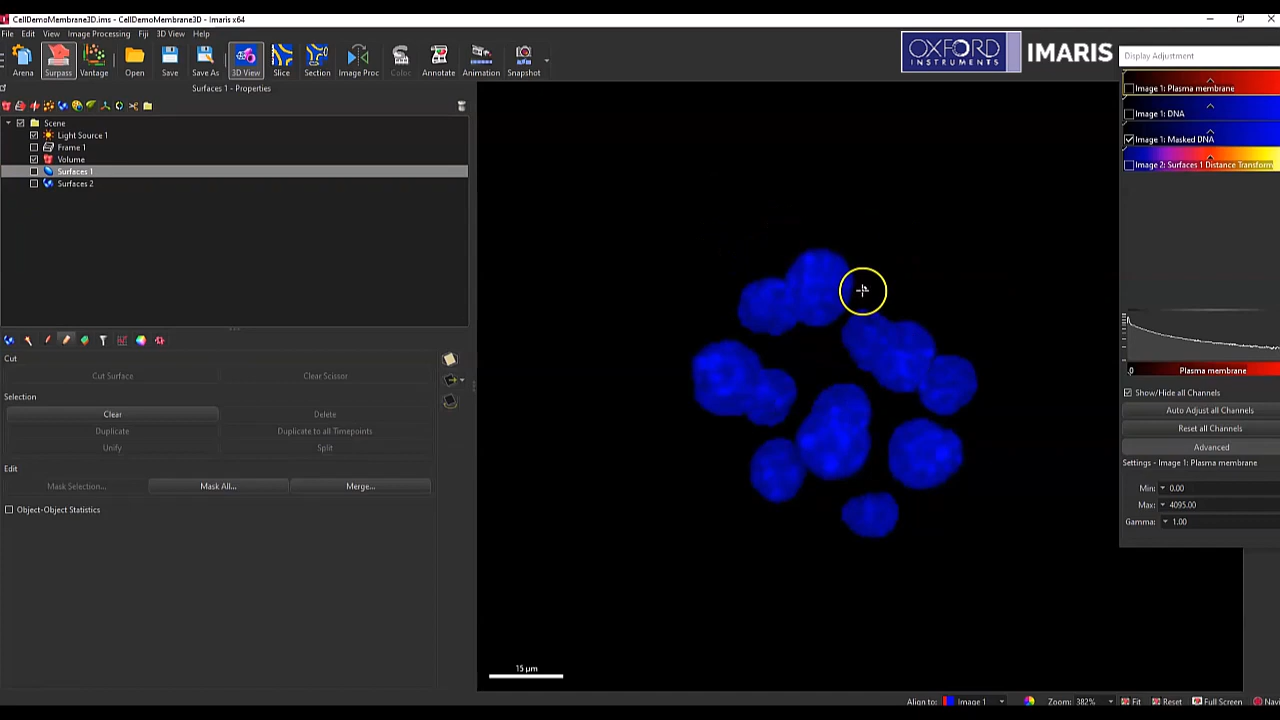 CellDemoMembrane3D.ims - CellDemoMembrane3D - Imaris x64
File Edit View Image Processing Fiji 3D View Help
Arena Surpass Vantage Open Save Save As 3D View Slice Section Image Proc Coloc Annotate Animation Snapshot
OXFORD INSTRUMENTS IMARIS
Display Adjustment
Surfaces 1 - Properties
Image 1: Plasma membrane
Image 1: DNA
Image 1: Masked DNA
Image 2: Surfaces 1 Distance Transform
Scene
Light Source 1
Frame 1
Volume
Surfaces 1
Surfaces 2
Cut
Cut Surface Clear Scissor
Selection
Clear Delete
Duplicate Duplicate to all Timepoints
Unify Split
Edit
Mask Selection... Mask All... Merge...
Object-Object Statistics
.0 Plasma membrane
Show/Hide all Channels
Auto Adjust all Channels
Reset all Channels
Advanced
Settings - Image 1: Plasma membrane
Min: 0.00
Max: 4095.00
Gamma: 1.00
15 µm
Align to: Image 1 Zoom: 382% Fit Reset Full Screen Nav